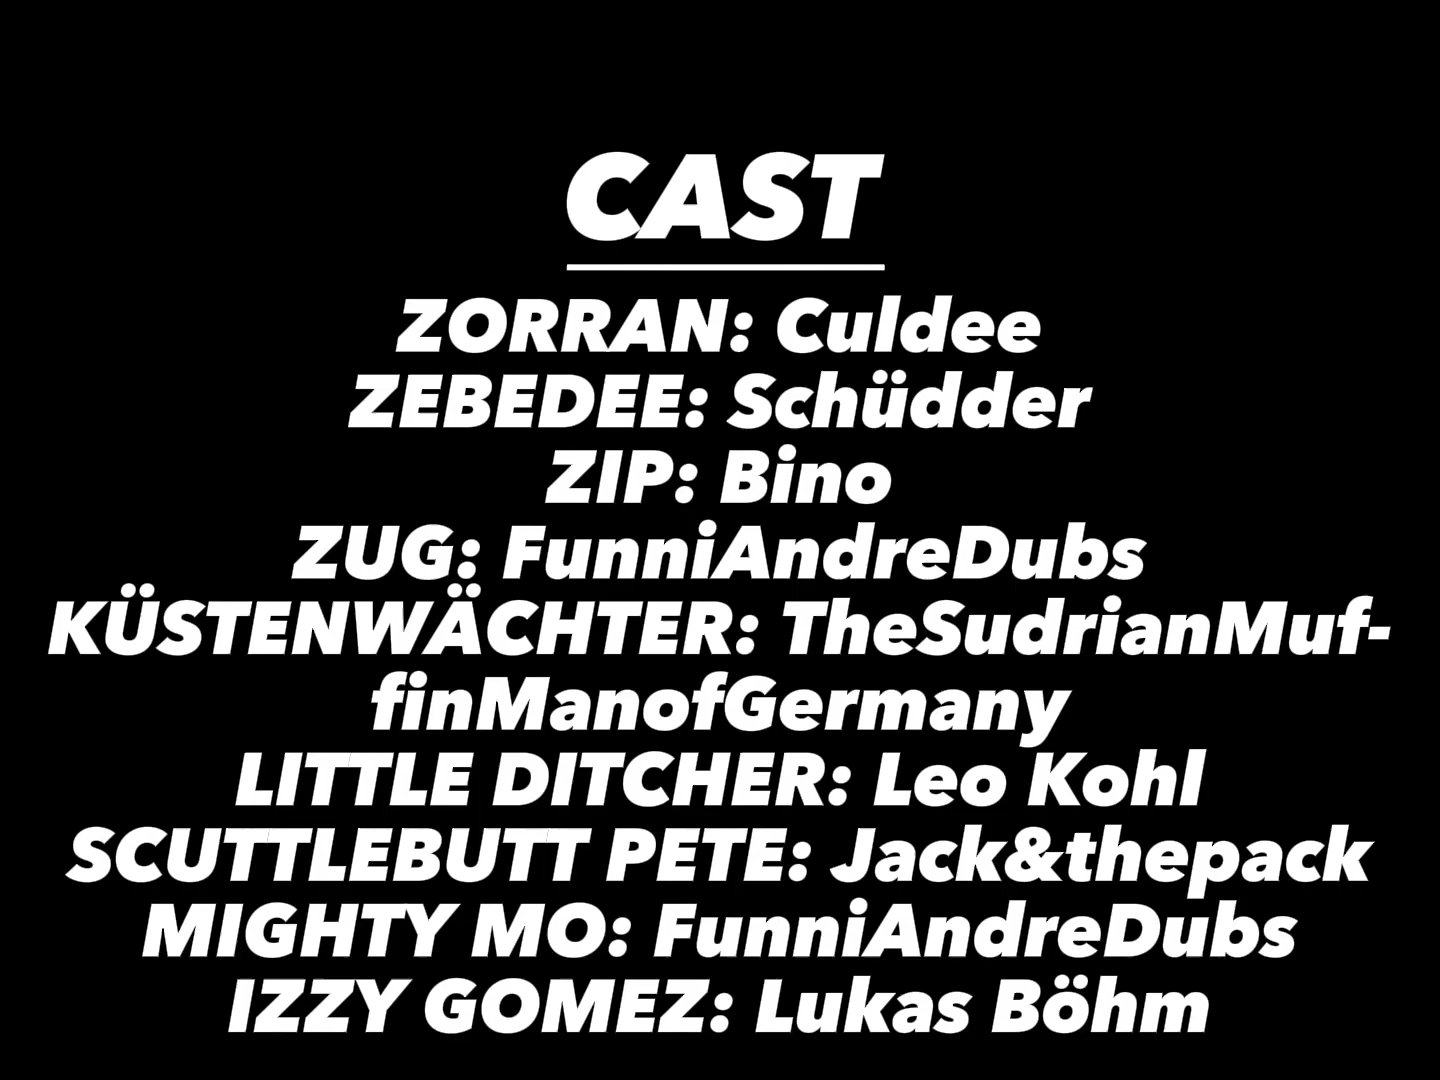 CAST
ZORRAN: Culdee
ZEBEDEE: Schüdder
ZIP: Bino
ZUG: FunniAndreDubs
KÜSTENWÄCHTER: TheSudrianMuf-
finManofGermany
LITTLE DITCHER: Leo Kohl
SCUTTLEBUTT PETE: Jack&thepack
MIGHTY MO: FunniAndreDubs
IZZY GOMEZ: Lukas Böhm